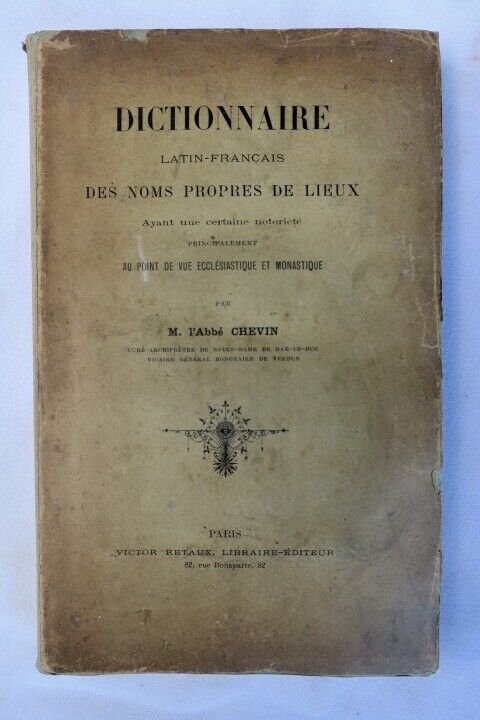 DICTIONNAIRE
LATIN-FRANÇAIS
DES NOMS PROPRES DE LIEUX
Ayant une certaine notoriété
PRINCIPALEMENT
AU POINT DE VUE ECCLÉSIASTIQUE ET MONASTIQUE
PAR
M. l'Abbé CHEVIN
CURÉ-ARCHIPRÊTRE DE NOTRE-DAME DE BAR-LE-DUC
VICAIRE GÉNÉRAL HONORAIRE DE VERDUN
PARIS
VICTOR RETAUX, LIBRAIRE-ÉDITEUR
82, rue Bonaparte, 82